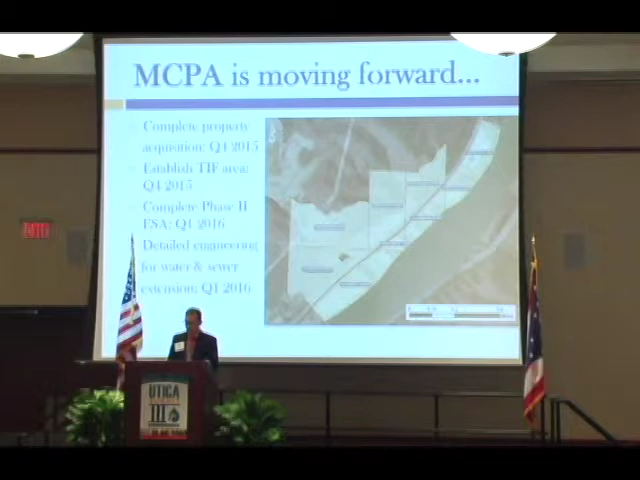 MCPA is moving forward...
Complete property
acquisition: Q1 2015
Establish TIF area:
Q4 2015
Complete Phase II
ESA: Q1 2016
Detailed engineering
for water & sewer
extension: Q1 2016
EXIT
UTICA
III